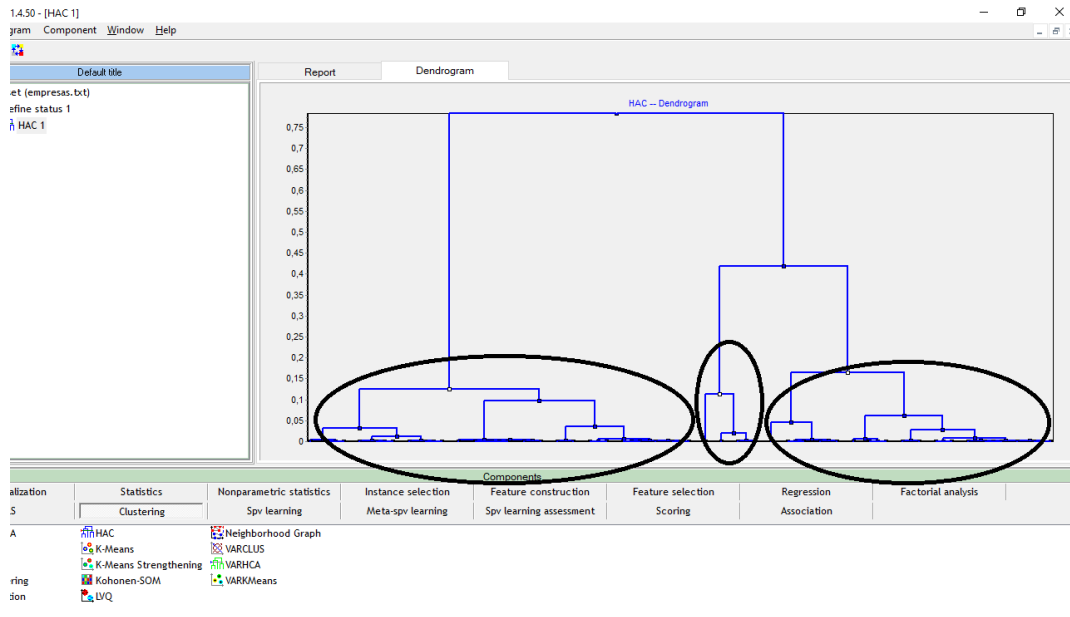 1.4.50 - [HAC 1]
gram Component Window Help
Default title
Report Dendrogram
et (empresas.txt)
efine status 1
HAC 1
HAC -- Dendrogram
0,75
0,7
0,65
0,6
0,55
0,5
0,45
0,4
0,35
0,3
0,25
0,2
0,15
0,1
0,05
0
Components
alization Statistics Nonparametric statistics Instance selection Feature construction Feature selection Regression Factorial analysis
S Clustering Spv learning Meta-spv learning Spv learning assessment Scoring Association
A HAC Neighborhood Graph
K-Means VARCLUS
K-Means Strengthening VARHCA
ring Kohonen-SOM VARKMeans
tion LVQ